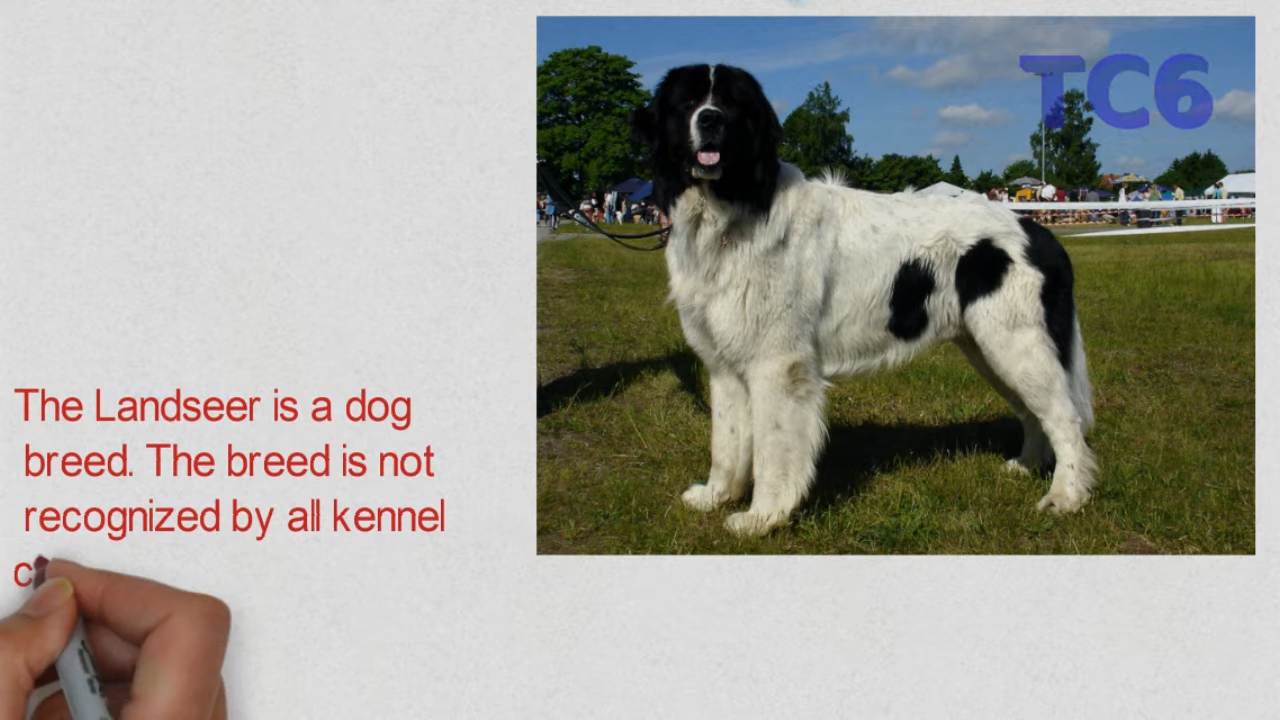 TC6
The Landseer is a dog
breed. The breed is not
recognized by all kennel
c